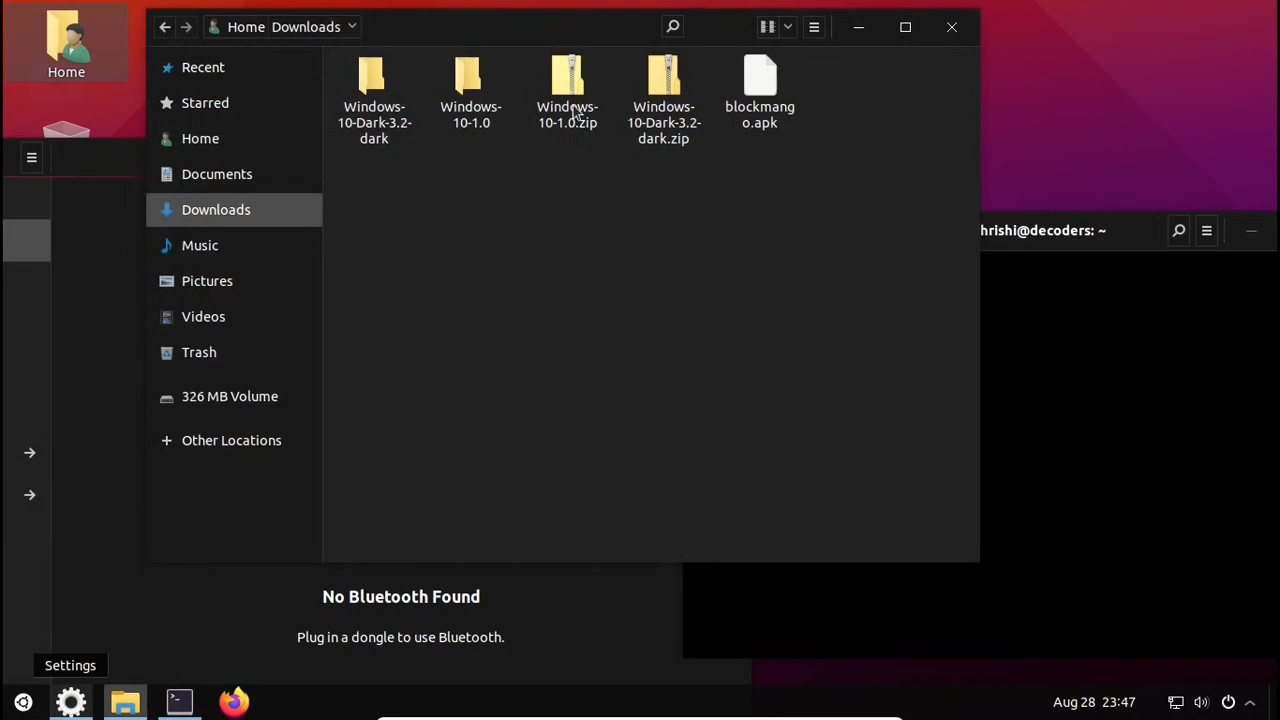 Home
Home Downloads
Recent
Starred
Home
Documents
Downloads
Music
Pictures
Videos
Trash
326 MB Volume
Other Locations
Windows-
10-Dark-3.2-
dark
Windows-
10-1.0
Windows-
10-1.0.zip
Windows-
10-Dark-3.2-
dark.zip
blockmang
o.apk
hrishi@decoders: ~
No Bluetooth Found
Plug in a dongle to use Bluetooth.
Settings
Aug 28 23:47